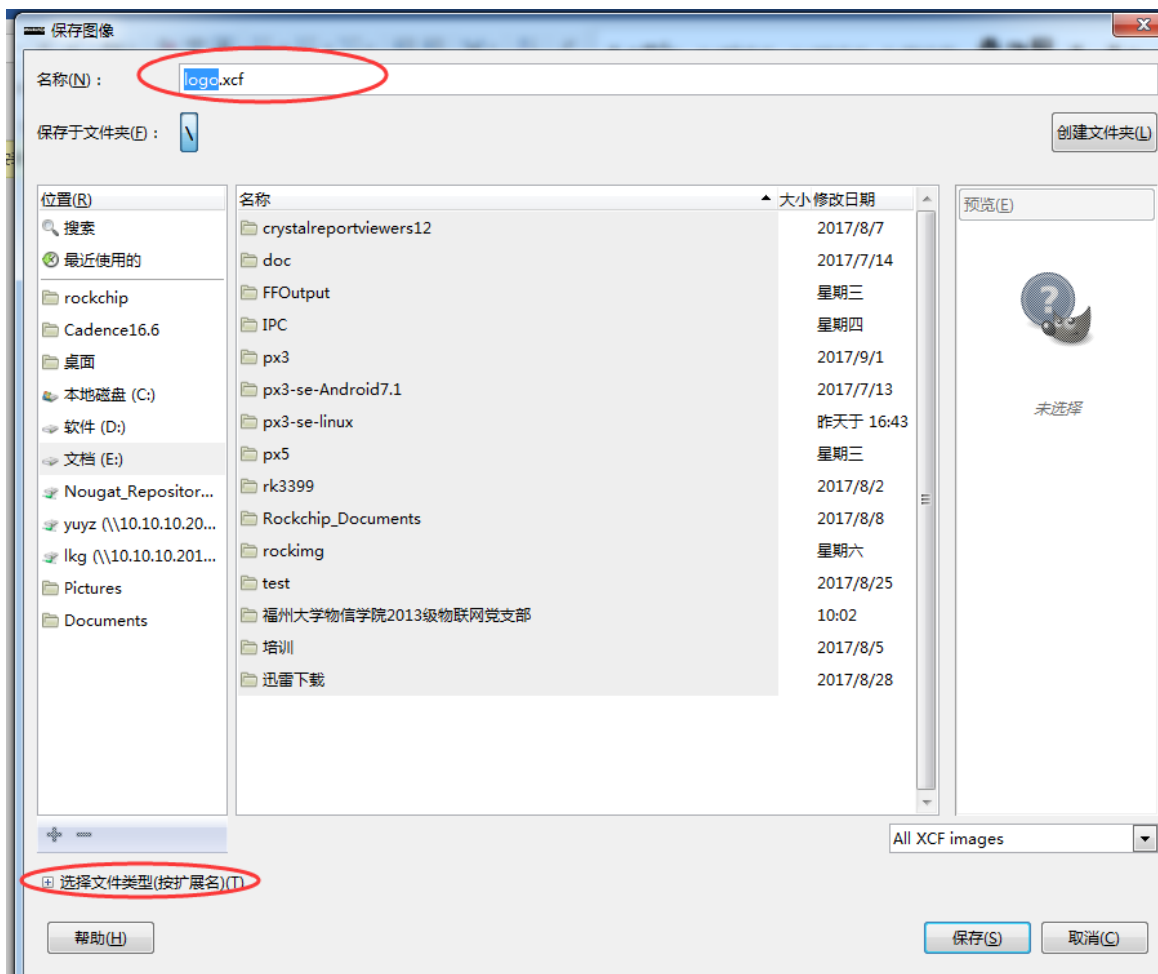 保存图像
名称(N)：
logo.xcf
保存于文件夹(F)：
\
创建文件夹(L)
位置(R)
搜索
最近使用的
rockchip
Cadence16.6
桌面
本地磁盘 (C:)
软件 (D:)
文档 (E:)
Nougat_Repositor...
yuyz (\\10.10.10.20...
lkg (\\10.10.10.201...
Pictures
Documents
名称 大小 修改日期
crystalreportviewers12 2017/8/7
doc 2017/7/14
FFOutput 星期三
IPC 星期四
px3 2017/9/1
px3-se-Android7.1 2017/7/13
px3-se-linux 昨天于 16:43
px5 星期三
rk3399 2017/8/2
Rockchip_Documents 2017/8/8
rockimg 星期六
test 2017/8/25
福州大学物信学院2013级物联网党支部 10:02
培训 2017/8/5
迅雷下载 2017/8/28
预览(E)
未选择
All XCF images
选择文件类型(按扩展名)(T)
帮助(H)
保存(S)
取消(C)